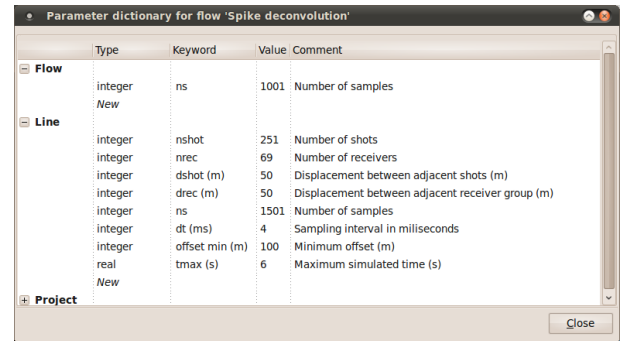 Parameter dictionary for flow 'Spike deconvolution'
Type Keyword Value Comment
Flow
integer ns 1001 Number of samples
New
Line
integer nshot 251 Number of shots
integer nrec 69 Number of receivers
integer dshot (m) 50 Displacement between adjacent shots (m)
integer drec (m) 50 Displacement between adjacent receiver group (m)
integer ns 1501 Number of samples
integer dt (ms) 4 Sampling interval in miliseconds
integer offset min (m) 100 Minimum offset (m)
real tmax (s) 6 Maximum simulated time (s)
New
Project
Close